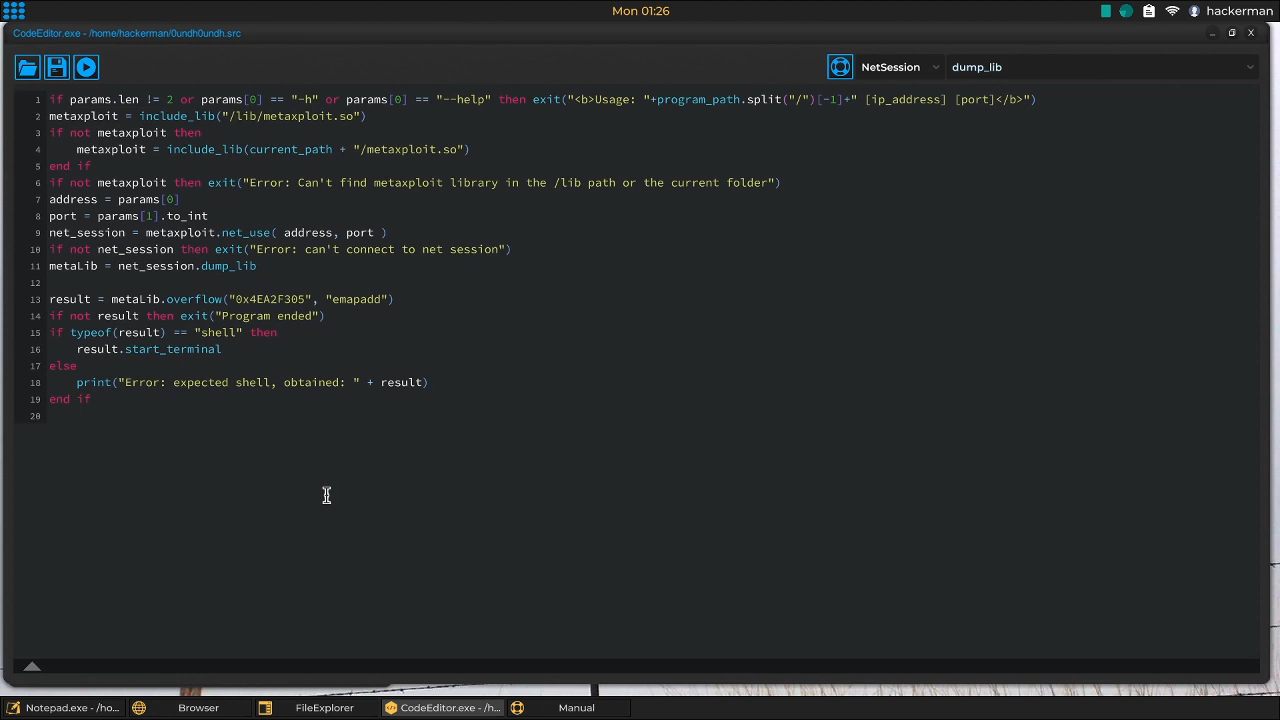 Mon 01:26
hackerman
CodeEditor.exe - /home/hackerman/0undh0undh.src
NetSession
dump_lib
1 if params.len != 2 or params[0] == "-h" or params[0] == "--help" then exit("<b>Usage: "+program_path.split("/")[-1]+" [ip_address] [port]</b>")
2 metaxploit = include_lib("/lib/metaxploit.so")
3 if not metaxploit then
4     metaxploit = include_lib(current_path + "/metaxploit.so")
5 end if
6 if not metaxploit then exit("Error: Can't find metaxploit library in the /lib path or the current folder")
7 address = params[0]
8 port = params[1].to_int
9 net_session = metaxploit.net_use( address, port )
10 if not net_session then exit("Error: can't connect to net session")
11 metaLib = net_session.dump_lib
12
13 result = metaLib.overflow("0x4EA2F305", "emapadd")
14 if not result then exit("Program ended")
15 if typeof(result) == "shell" then
16     result.start_terminal
17 else
18     print("Error: expected shell, obtained: " + result)
19 end if
20
Notepad.exe - /ho...
Browser
FileExplorer
CodeEditor.exe - /h...
Manual